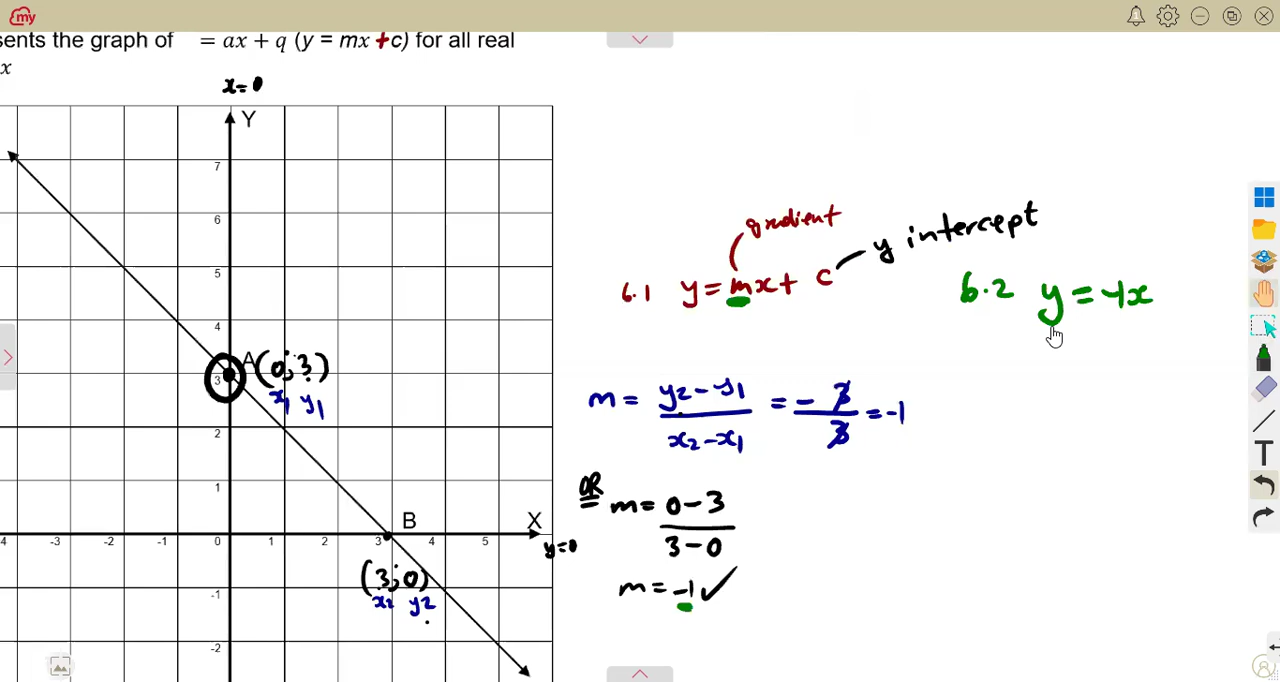 my
sents the graph of = ax + q (y = mx + c) for all real
x
x = 0
Y
7
6
5
4
3
2
1
A (0 ; 3)
x1 y1
gradient
y intercept
6.1 y = mx + c
6.2 y = -1x
m = y2 - y1 / x2 - x1 = - 3 / 3 = -1
OR m = 0 - 3 / 3 - 0
m = -1 ✓
B
X
y = 0
4 -3 -2 -1 0 1 2 3 4 5
(3 ; 0)
x2 y2
-1
-2
T